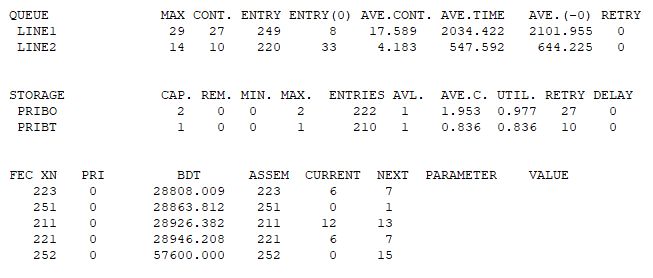 QUEUE MAX CONT. ENTRY ENTRY(0) AVE.CONT. AVE.TIME AVE.(-0) RETRY
LINE1 29 27 249 8 17.589 2034.422 2101.955 0
LINE2 14 10 220 33 4.183 547.592 644.225 0
STORAGE CAP. REM. MIN. MAX. ENTRIES AVL. AVE.C. UTIL. RETRY DELAY
PRIBO 2 0 0 2 222 1 1.953 0.977 27 0
PRIBT 1 0 0 1 210 1 0.836 0.836 10 0
FEC XN PRI BDT ASSEM CURRENT NEXT PARAMETER VALUE
223 0 28808.009 223 6 7
251 0 28863.812 251 0 1
211 0 28926.382 211 12 13
221 0 28946.208 221 6 7
252 0 57600.000 252 0 15